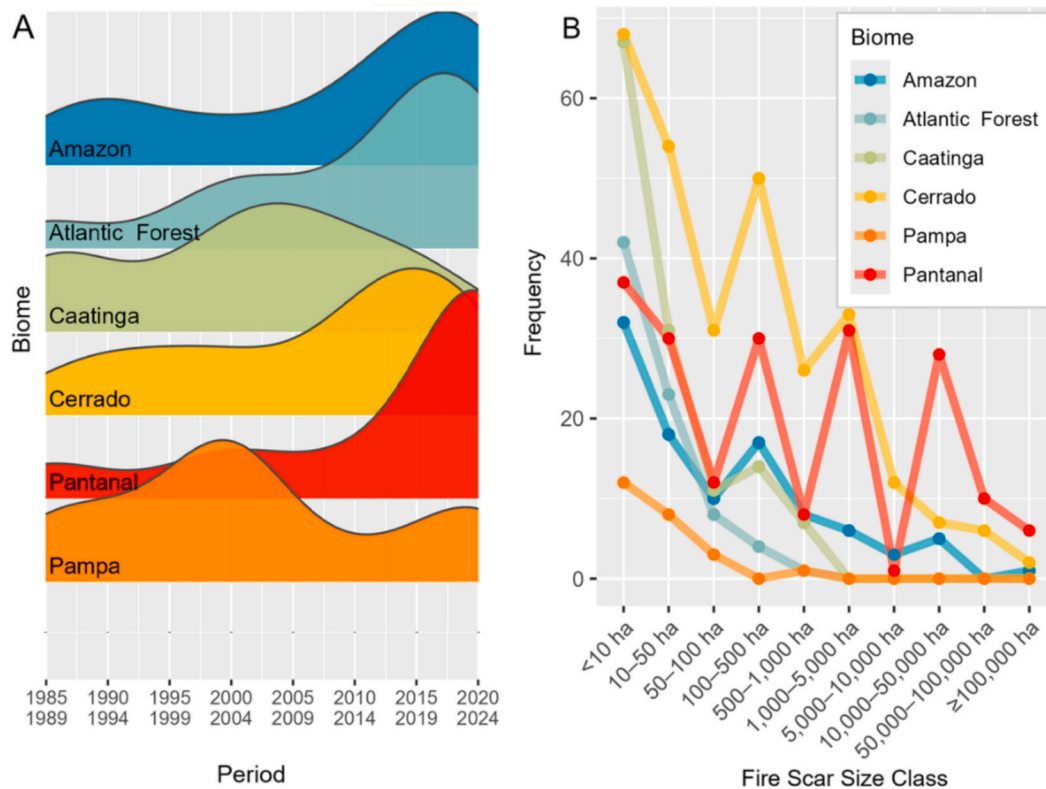 A
Biome
Amazon
Atlantic Forest
Caatinga
Cerrado
Pantanal
Pampa
1985 1990 1995 2000 2005 2010 2015 2020
1989 1994 1999 2004 2009 2014 2019 2024
Period
B
Frequency
60
40
20
0
Biome
Amazon
Atlantic Forest
Caatinga
Cerrado
Pampa
Pantanal
<10 ha
10–50 ha
50–100 ha
100–500 ha
500–1,000 ha
1,000–5,000 ha
5,000–10,000 ha
10,000–50,000 ha
50,000–100,000 ha
≥100,000 ha
Fire Scar Size Class